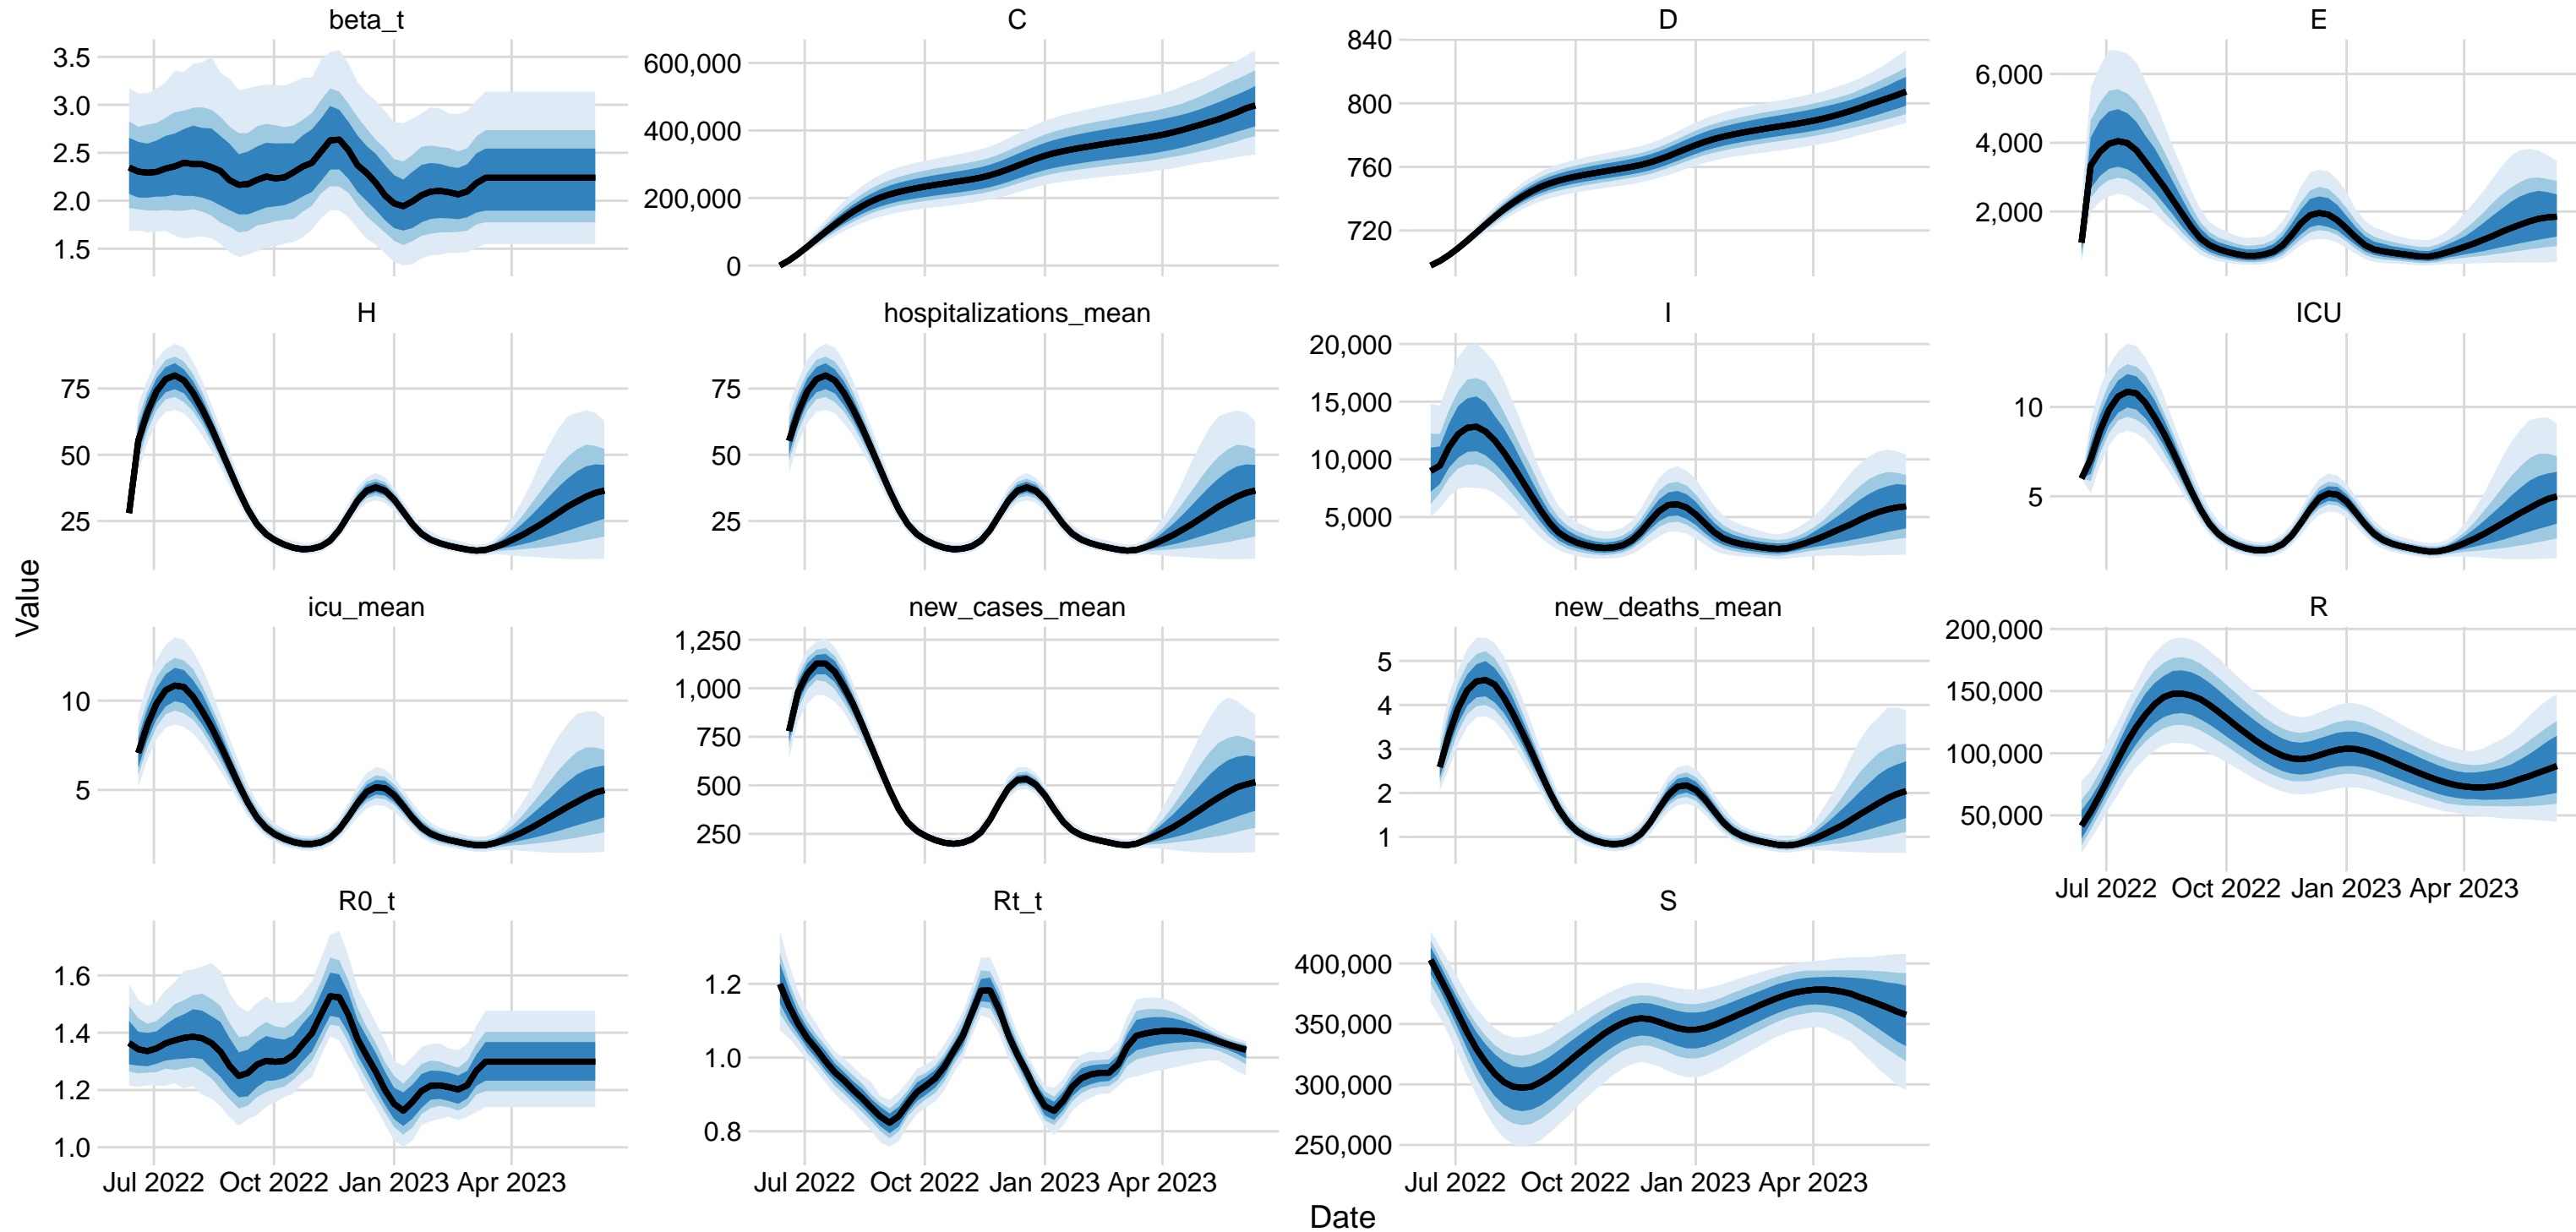 beta_t
C
D
E
3.5
3.0
2.5
2.0
1.5
600,000
400,000
200,000
0
840
800
760
720
6,000
4,000
2,000
H
hospitalizations_mean
I
ICU
75
50
25
75
50
25
20,000
15,000
10,000
5,000
10
5
icu_mean
new_cases_mean
new_deaths_mean
R
10
5
1,250
1,000
750
500
250
5
4
3
2
1
200,000
150,000
100,000
50,000
Jul 2022 Oct 2022 Jan 2023 Apr 2023
R0_t
Rt_t
S
1.6
1.4
1.2
1.0
1.2
1.0
0.8
400,000
350,000
300,000
250,000
Jul 2022 Oct 2022 Jan 2023 Apr 2023
Jul 2022 Oct 2022 Jan 2023 Apr 2023
Jul 2022 Oct 2022 Jan 2023 Apr 2023
Value
Date